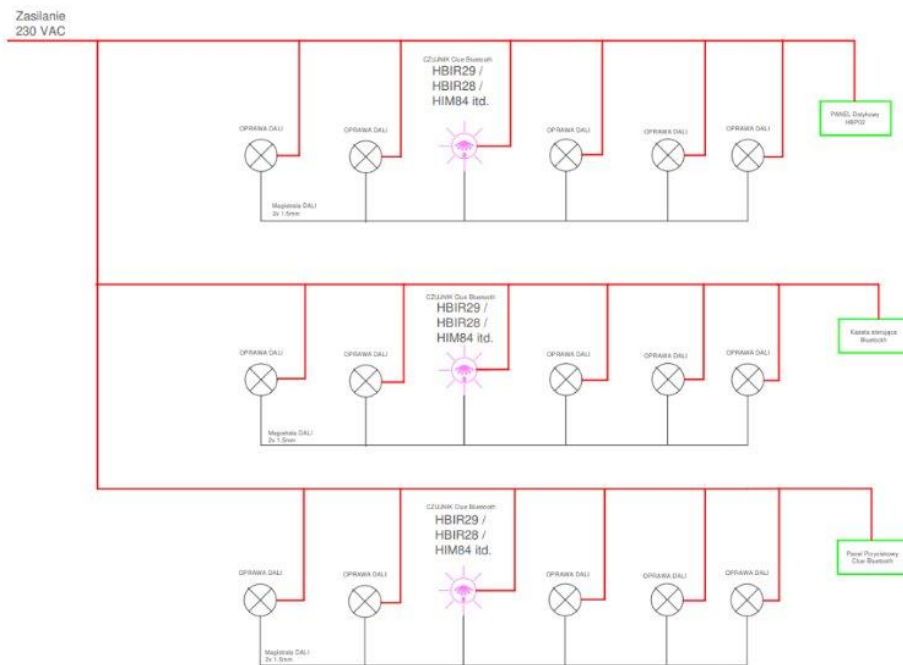 Zasilanie
230 VAC
CZUJNIK Clue Bluetooth
HBIR29 /
HBIR28 /
HIM84 itd.
OPRAWA DALI
OPRAWA DALI
OPRAWA DALI
OPRAWA DALI
OPRAWA DALI
PANEL Dotykowy
HBP02
Magistrala DALI
2x 1.5mm
CZUJNIK Clue Bluetooth
HBIR29 /
HBIR28 /
HIM84 itd.
OPRAWA DALI
OPRAWA DALI
OPRAWA DALI
OPRAWA DALI
OPRAWA DALI
Kaseta sterująca
Bluetooth
Magistrala DALI
2x 1.5mm
CZUJNIK Clue Bluetooth
HBIR29 /
HBIR28 /
HIM84 itd.
OPRAWA DALI
OPRAWA DALI
OPRAWA DALI
OPRAWA DALI
OPRAWA DALI
Panel Przyciskowy
Clue Bluetooth
Magistrala DALI
2x 1.5mm